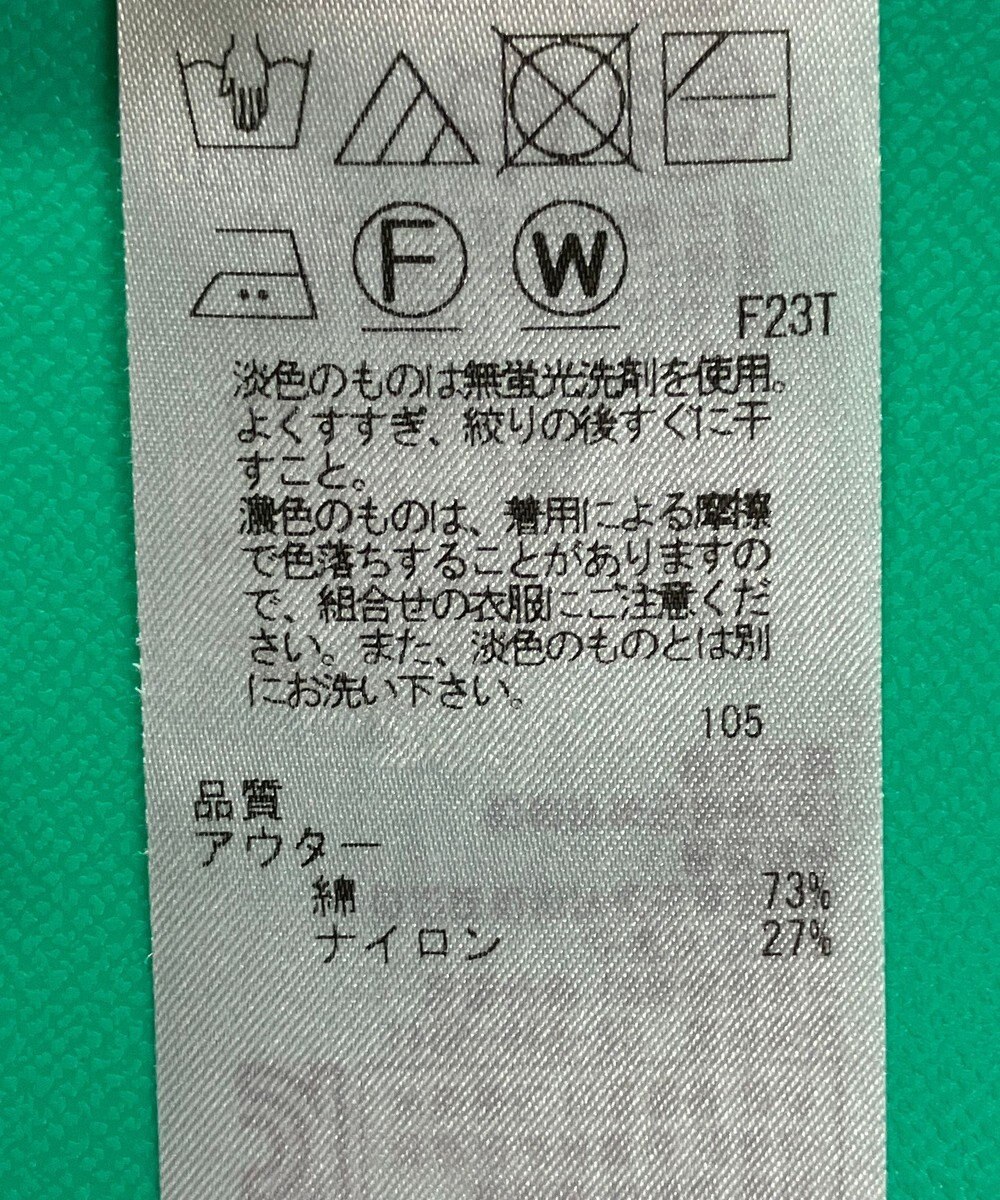 F
W
F23T
淡色のものは無蛍光洗剤を使用。
よくすすぎ、絞りの後すぐに干
すこと。
濃色のものは、着用による摩擦
で色落ちすることがありますの
で、組合せの衣服にご注意くだ
さい。また、淡色のものとは別
にお洗い下さい。
105
品質
アウター
綿 73%
ナイロン 27%